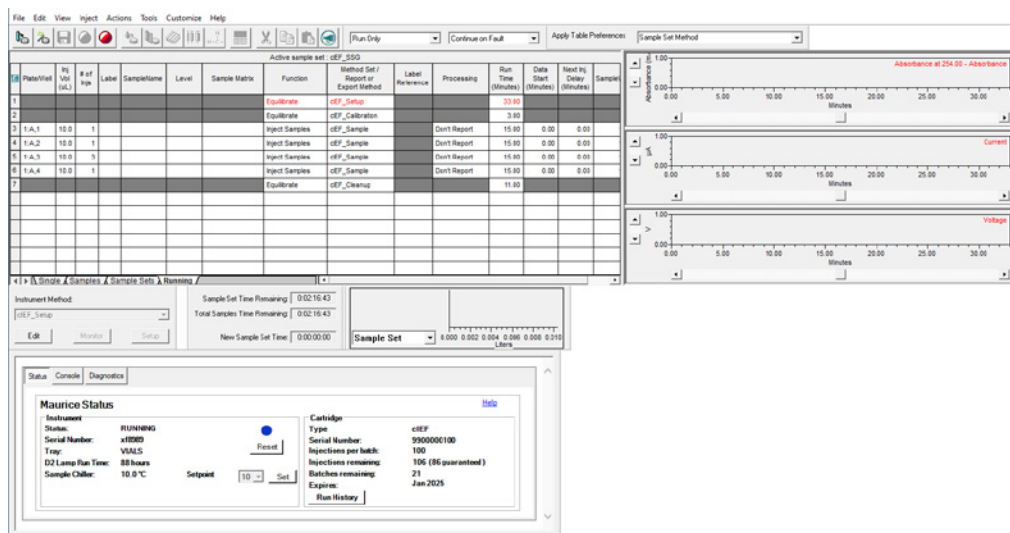 File Edit View Inject Actions Tools Customize Help
Run Only Continue on Fault Apply Table Preferences Sample Set Method
Active sample set : cIEF_SSG
Plate/Well Inj Vol (uL) # of Injs Label SampleName Level Sample Matrix Function Method Set / Report or Export Method Label Reference Processing Run Time (Minutes) Data Start (Minutes) Next Inj. Delay (Minutes)
1 Equilibrate cIEF_Setup 33.00
2 Equilibrate cIEF_Calibration 3.00
3 1:A,1 10.0 1 Inject Samples cIEF_Sample Don't Report 15.00 0.00 0.00
4 1:A,2 10.0 1 Inject Samples cIEF_Sample Don't Report 15.00 0.00 0.00
5 1:A,3 10.0 3 Inject Samples cIEF_Sample Don't Report 15.00 0.00 0.00
6 1:A,4 10.0 1 Inject Samples cIEF_Sample Don't Report 15.00 0.00 0.00
7 Equilibrate cIEF_Cleanup 11.00
Single Samples Sample Sets Running
Absorbance at 254.00 - Absorbance
1.00
0.00
0.00 5.00 10.00 15.00 20.00 25.00 30.00
Minutes
Current
1.00
µA
0.00
0.00 5.00 10.00 15.00 20.00 25.00 30.00
Minutes
Voltage
1.00
V
0.00
0.00 5.00 10.00 15.00 20.00 25.00 30.00
Minutes
Instrument Method:
cIEF_Setup
Edit Monitor Setup
Sample Set Time Remaining: 0:02:16:43
Total Samples Time Remaining: 0:02:16:43
New Sample Set Time: 0:00:00:00
Sample Set
0.000 0.002 0.004 0.006 0.008 0.010
Liters
Status Console Diagnostics
Maurice Status
Help
Instrument
Status: RUNNING
Serial Number: xf8989
Tray: VIALS
D2 Lamp Run Time: 88 hours
Sample Chiller: 10.0 °C Setpoint 10 Set
Reset
Cartridge
Type cIEF
Serial Number: 9900000100
Injections per batch: 100
Injections remaining: 106 (86 guaranteed)
Batches remaining: 21
Expires: Jan 2025
Run History